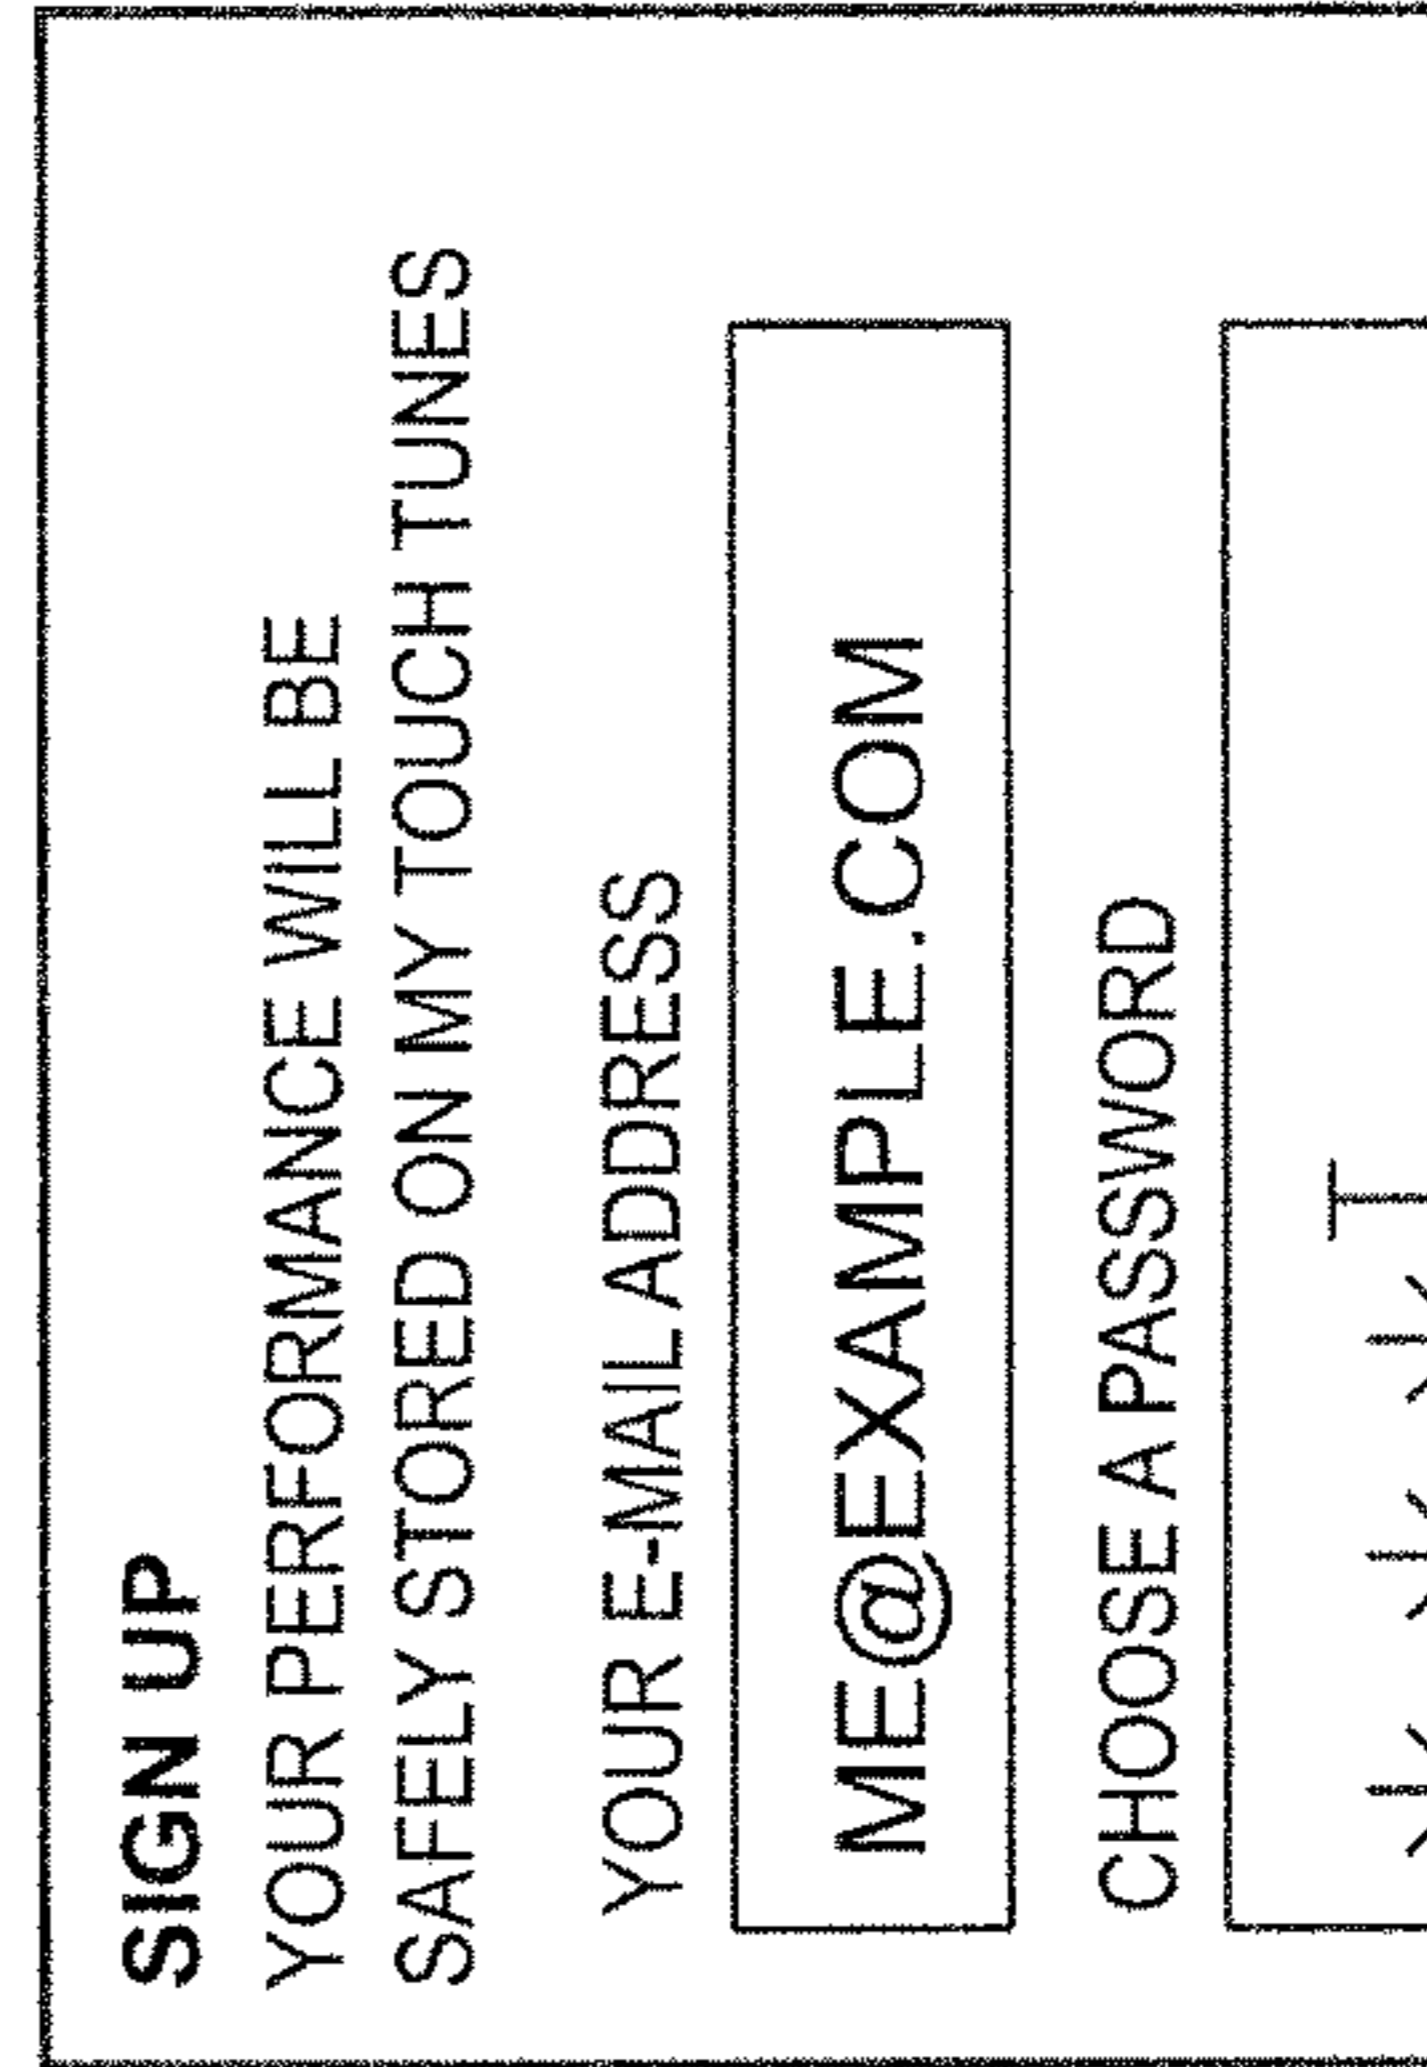 SIGN UP
YOUR PERFORMANCE WILL BE
SAFELY STORED ON MY TOUCH TUNES
YOUR E-MAIL ADDRESS
ME@EXAMPLE.COM
CHOOSE A PASSWORD